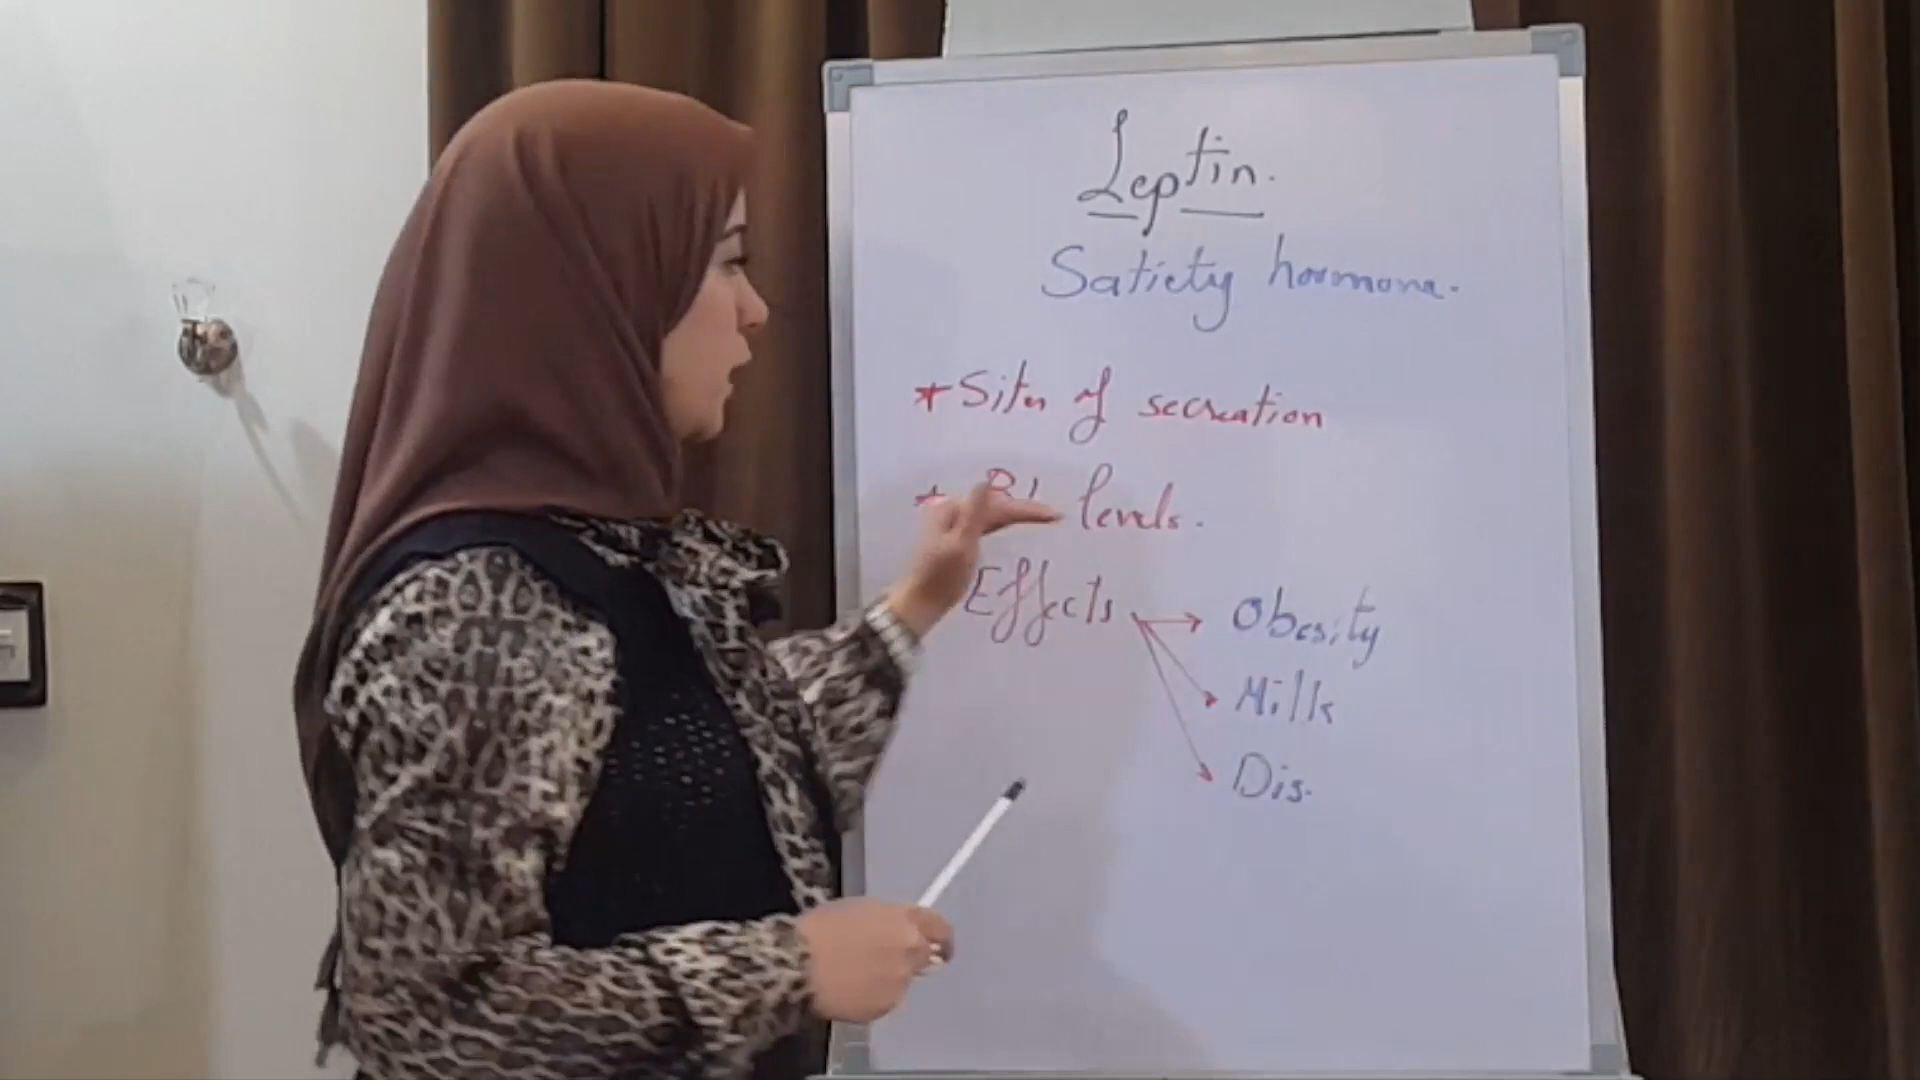 Leptin.
Satiety hormone.
* Sites of secreation
* levels.
Effects → Obesity
→ Milk
→ Dis.